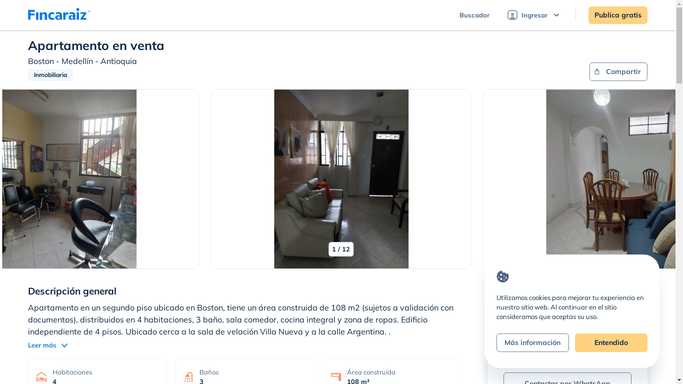 Fincaraiz
Buscador
Ingresar
Publica gratis
Apartamento en venta
Boston - Medellín - Antioquia
Inmobiliaria
Compartir
1 / 12
Descripción general
Apartamento en un segundo piso ubicado en Boston, tiene un área construida de 108 m2 (sujetos a validación con
documentos), distribuidos en 4 habitaciones, 3 baño, sala comedor, cocina integral y zona de ropas. Edificio
independiente de 4 pisos. Ubicado cerca a la sala de velación Villa Nueva y a la calle Argentina. .
Leer más
Habitaciones
4
Baños
3
Área construida
108 m²
Utilizamos cookies para mejorar tu experiencia en
nuestro sitio web. Al continuar en el sitio
consideramos que aceptas su uso.
Más información
Entendido
Contactar por WhatsApp